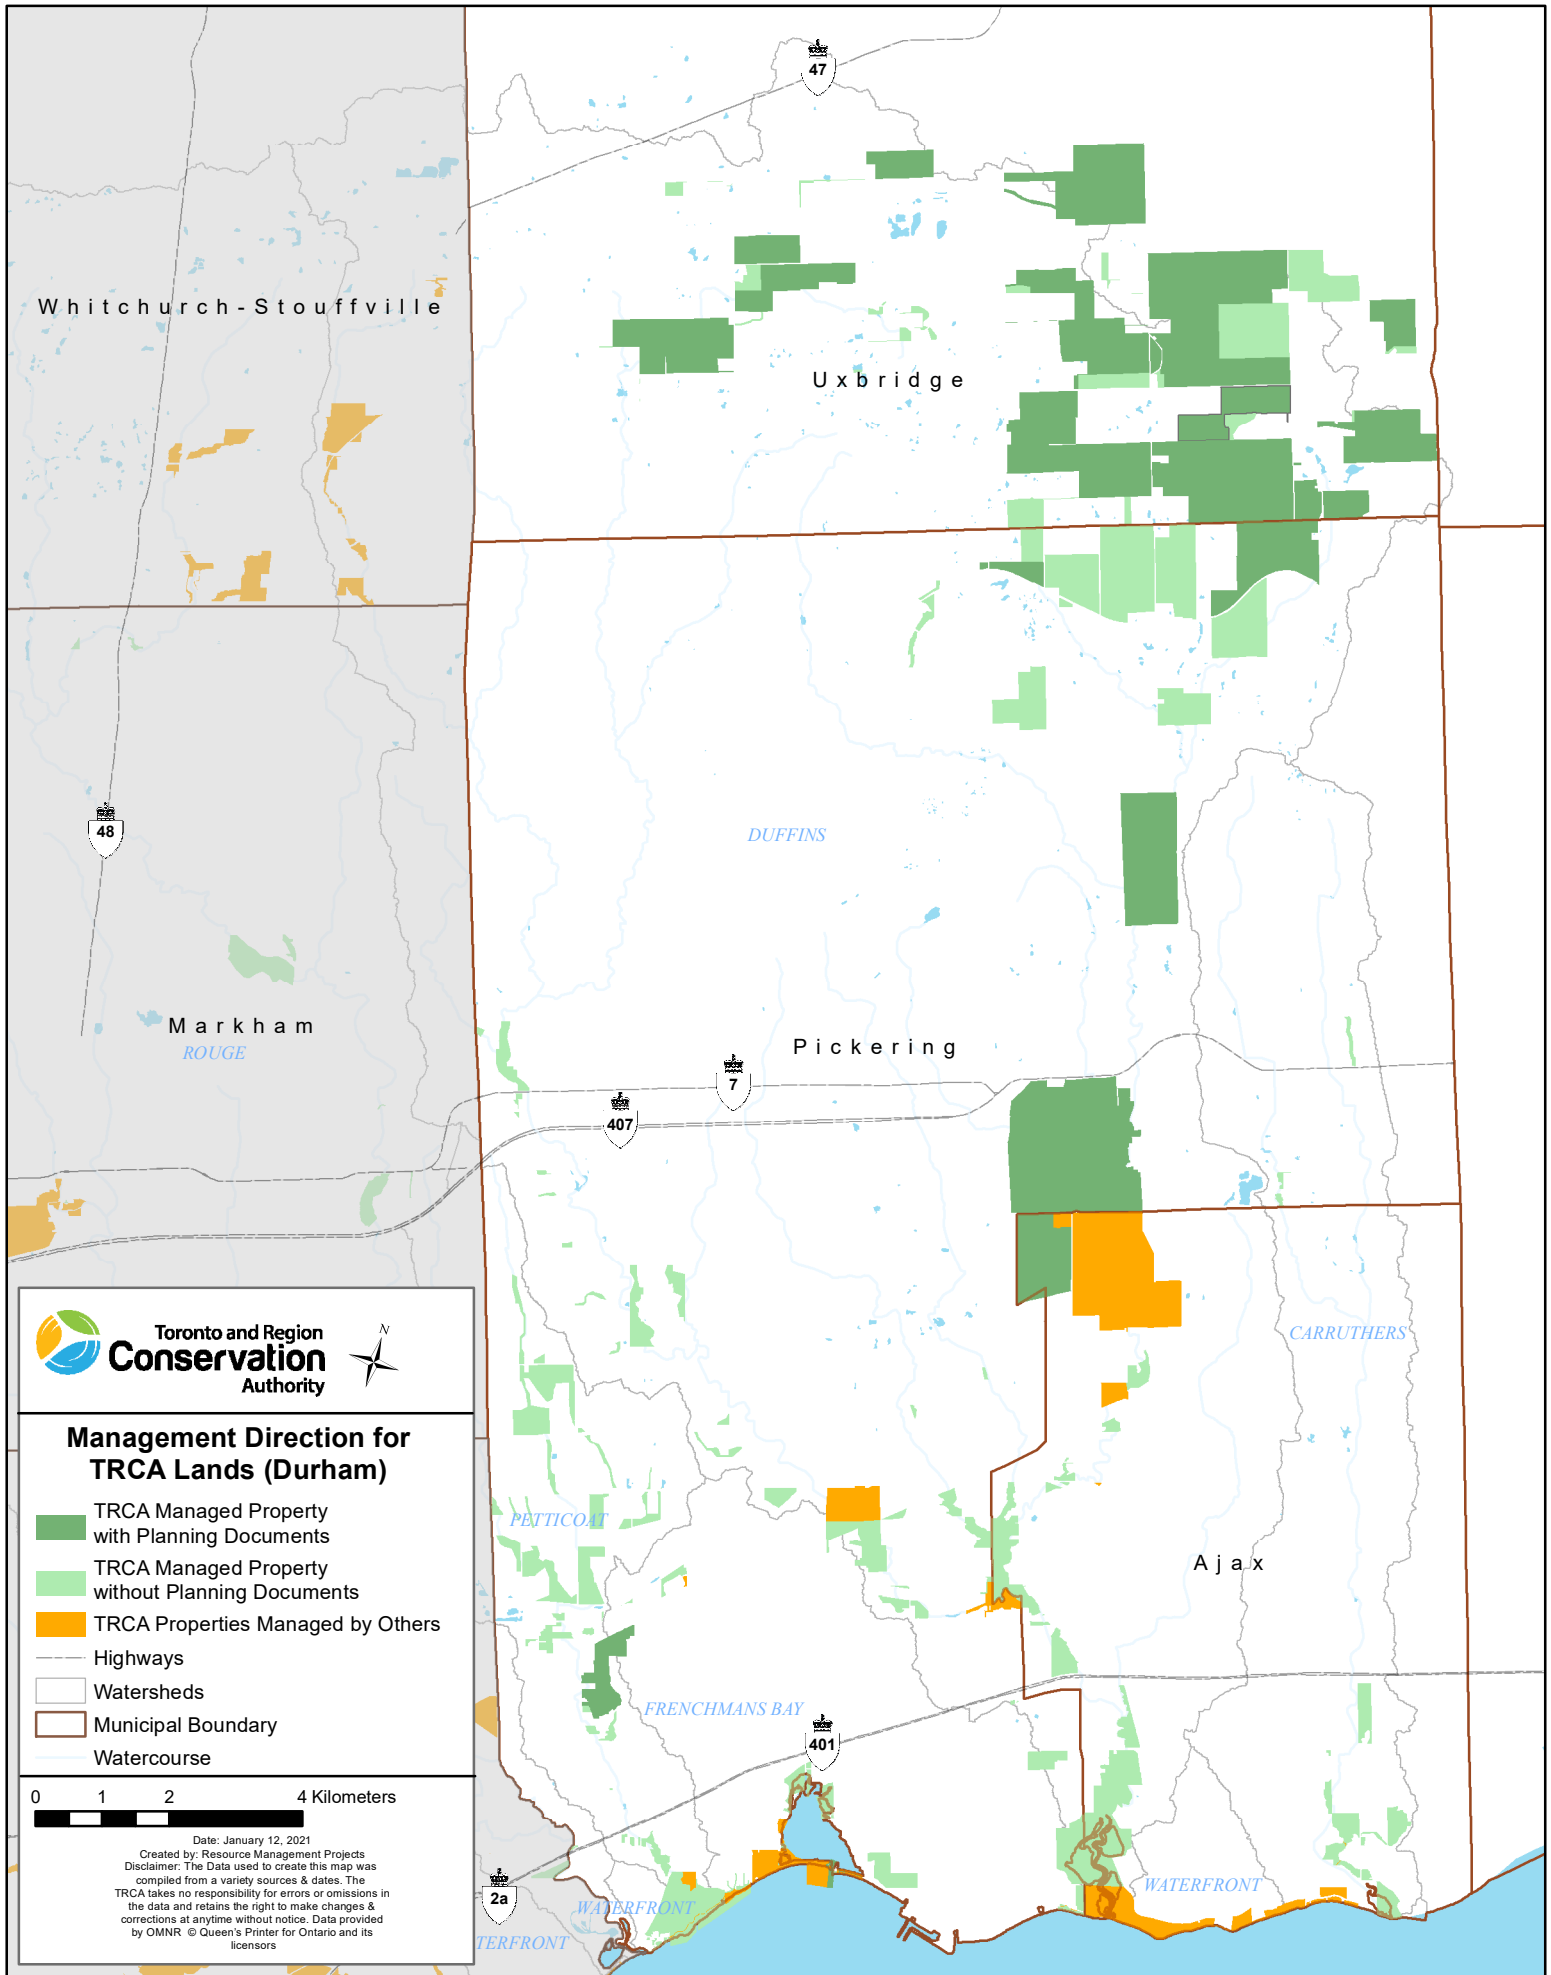 47
Whitchurch-Stouffville
Uxbridge
48
DUFFINS
Markham
ROUGE
Pickering
7
407
CARRUTHERS
PETTICOAT
Ajax
FRENCHMANS BAY
401
2a
WATERFRONT
WATERFRONT
TERFRONT
Toronto and Region
Conservation
Authority
N
Management Direction for
TRCA Lands (Durham)
TRCA Managed Property
with Planning Documents
TRCA Managed Property
without Planning Documents
TRCA Properties Managed by Others
Highways
Watersheds
Municipal Boundary
Watercourse
0 1 2 4 Kilometers
Date: January 12, 2021
Created by: Resource Management Projects
Disclaimer: The Data used to create this map was
compiled from a variety sources & dates. The
TRCA takes no responsibility for errors or omissions in
the data and retains the right to make changes &
corrections at anytime without notice. Data provided
by OMNR © Queen's Printer for Ontario and its
licensors